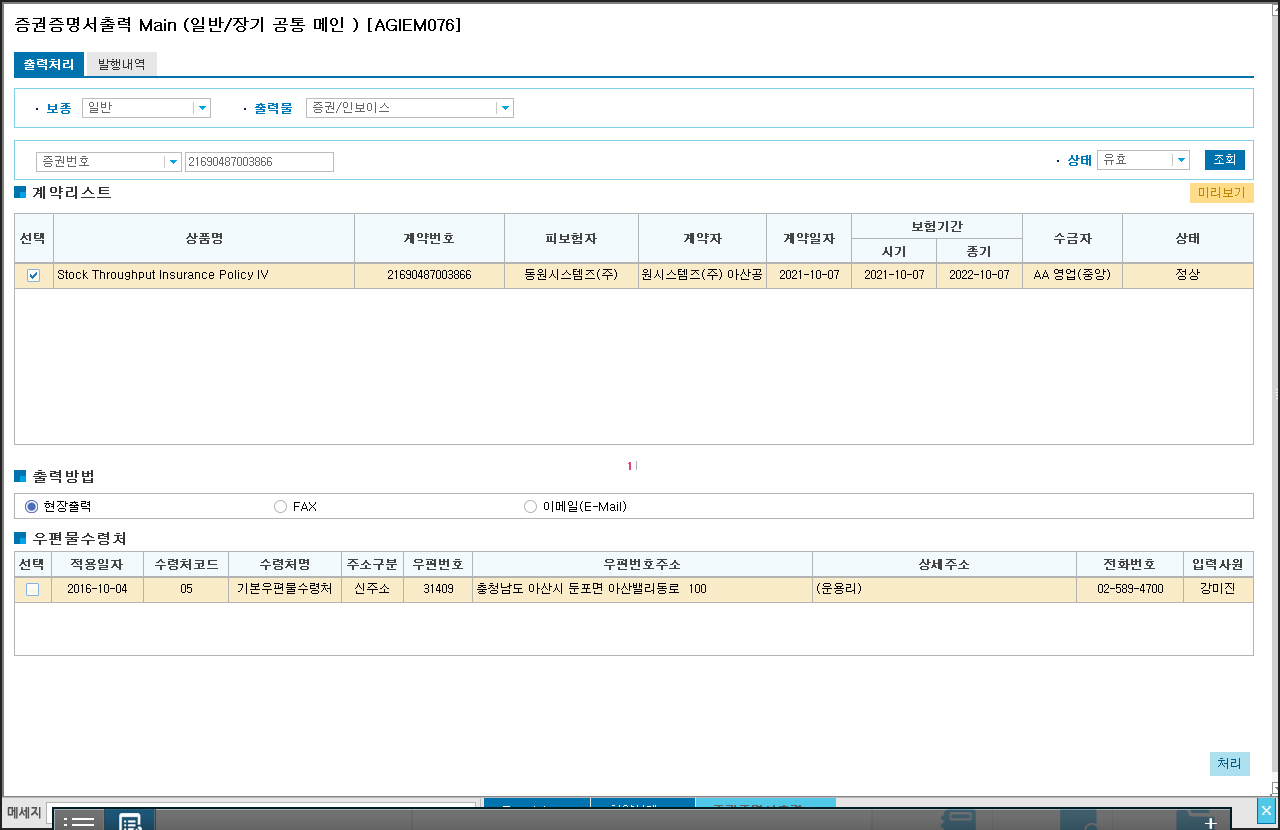 증권증명서출력 Main (일반/장기 공통 메인 ) [AGIEM076]
출력처리 발행내역
· 보종 일반 · 출력물 증권/인보이스
증권번호 21690487003866 · 상태 유효 조회
계약리스트 미리보기
선택 상품명 계약번호 피보험자 계약자 계약일자 보험기간 수금자 상태
시기 종기
Stock Throughput Insurance Policy IV 21690487003866 동원시스템즈(주) 원시스템즈(주) 아산공 2021-10-07 2021-10-07 2022-10-07 AA 영업(중앙) 정상
1
출력방법
현장출력 FAX 이메일(E-Mail)
우편물수령처
선택 적용일자 수령처코드 수령처명 주소구분 우편번호 우편번호주소 상세주소 전화번호 입력사원
2016-10-04 05 기본우편물수령처 신주소 31409 충청남도 아산시 둔포면 아산밸리동로 100 (운용리) 02-589-4700 강미진
처리
메세지